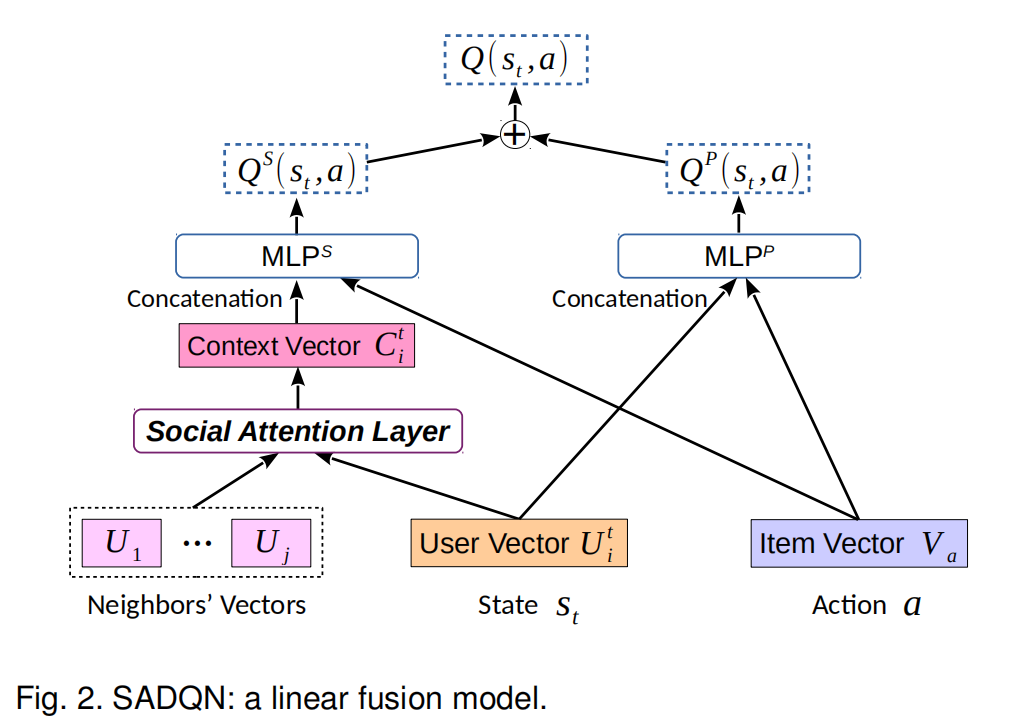 Q(s_t, a)
+
Q^S(s_t, a) Q^P(s_t, a)
MLP^S MLP^P
Concatenation Concatenation
Context Vector C_i^t
Social Attention Layer
U_1 ... U_j User Vector U_i^t Item Vector V_a
Neighbors' Vectors State s_t Action a
Fig. 2. SADQN: a linear fusion model.